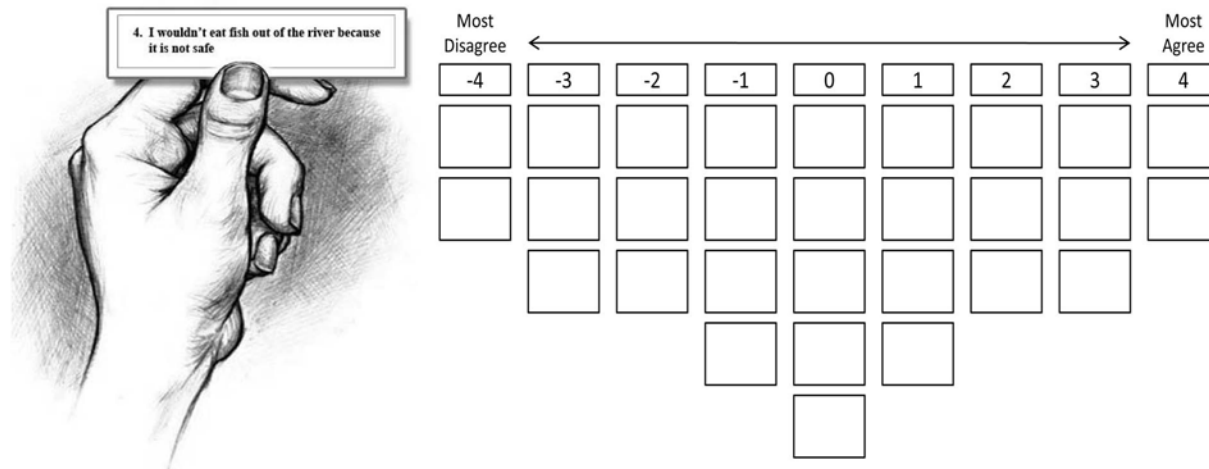 4. I wouldn't eat fish out of the river because
it is not safe
Most
Disagree
Most
Agree
-4 -3 -2 -1 0 1 2 3 4